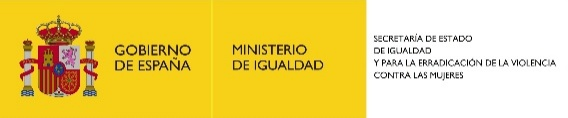 GOBIERNO
DE ESPAÑA
MINISTERIO
DE IGUALDAD
SECRETARÍA DE ESTADO
DE IGUALDAD
Y PARA LA ERRADICACIÓN DE LA VIOLENCIA
CONTRA LAS MUJERES